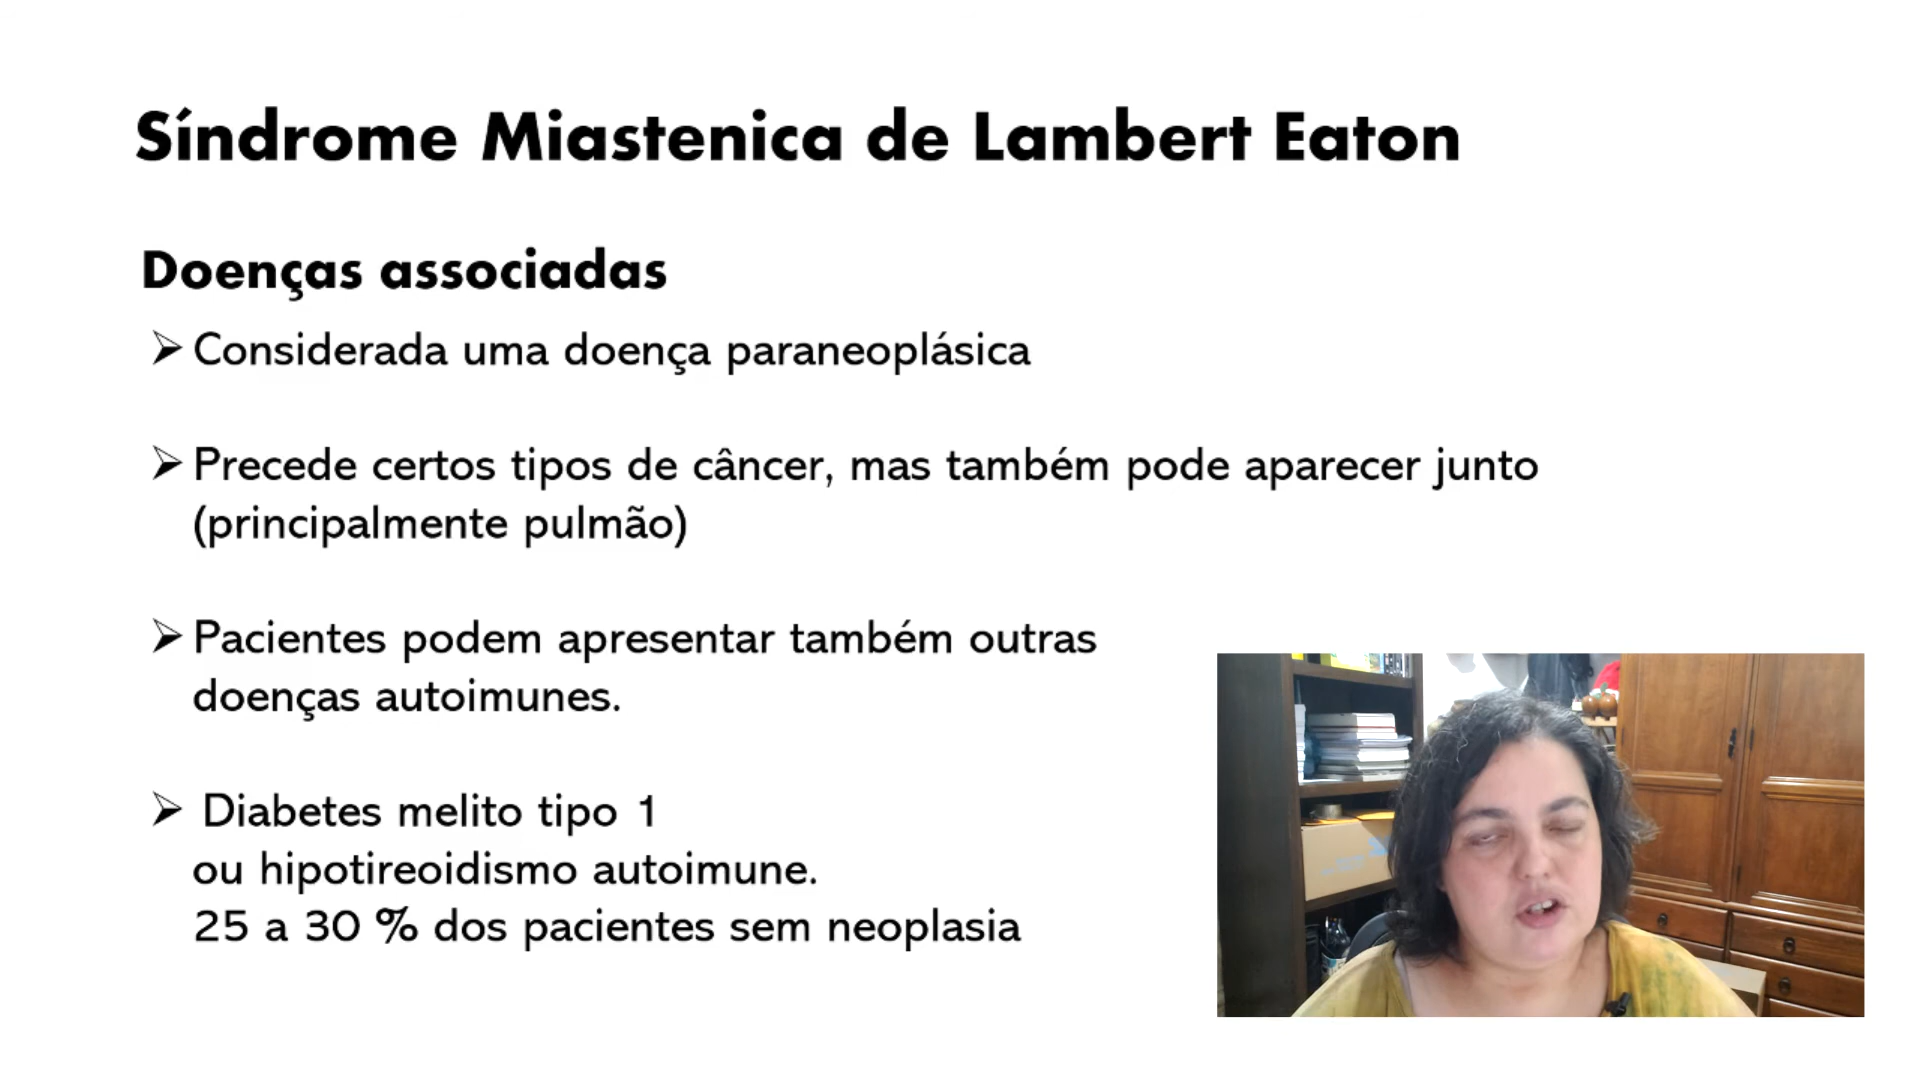 Síndrome Miastenica de Lambert Eaton
Doenças associadas
➢ Considerada uma doença paraneoplásica
➢ Precede certos tipos de câncer, mas também pode aparecer junto
(principalmente pulmão)
➢ Pacientes podem apresentar também outras
doenças autoimunes.
➢ Diabetes melito tipo 1
ou hipotireoidismo autoimune.
25 a 30 % dos pacientes sem neoplasia